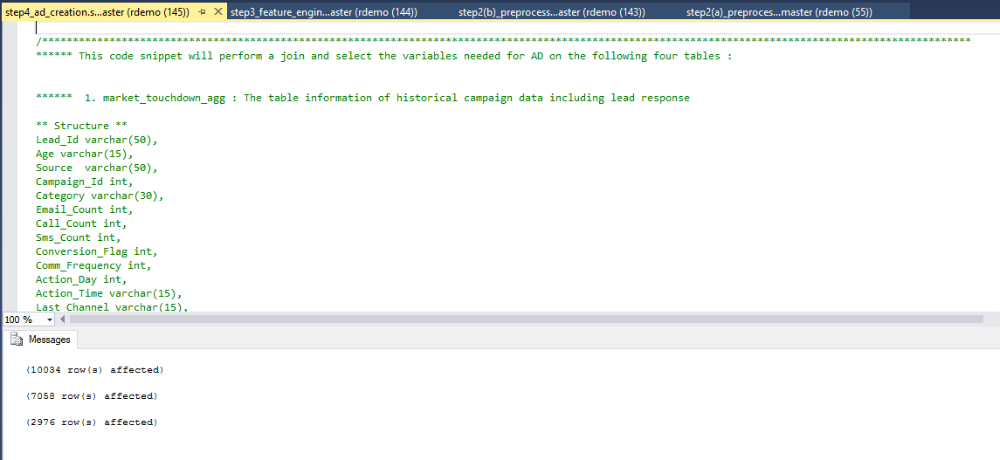 step4_ad_creation.s...aster (rdemo (145)) step3_feature_engin...aster (rdemo (144)) step2(b)_preprocess...aster (rdemo (143)) step2(a)_preproces...master (rdemo (55))
/********************************************************************************************************************************************************
****** This code snippet will perform a join and select the variables needed for AD on the following four tables :
****** 1. market_touchdown_agg : The table information of historical campaign data including lead response
** Structure **
Lead_Id varchar(50),
Age varchar(15),
Source  varchar(50),
Campaign_Id int,
Category varchar(30),
Email_Count int,
Call_Count int,
Sms_Count int,
Conversion_Flag int,
Comm_Frequency int,
Action_Day int,
Action_Time varchar(15),
Last_Channel varchar(15),
100 %
Messages
(10034 row(s) affected)
(7058 row(s) affected)
(2976 row(s) affected)